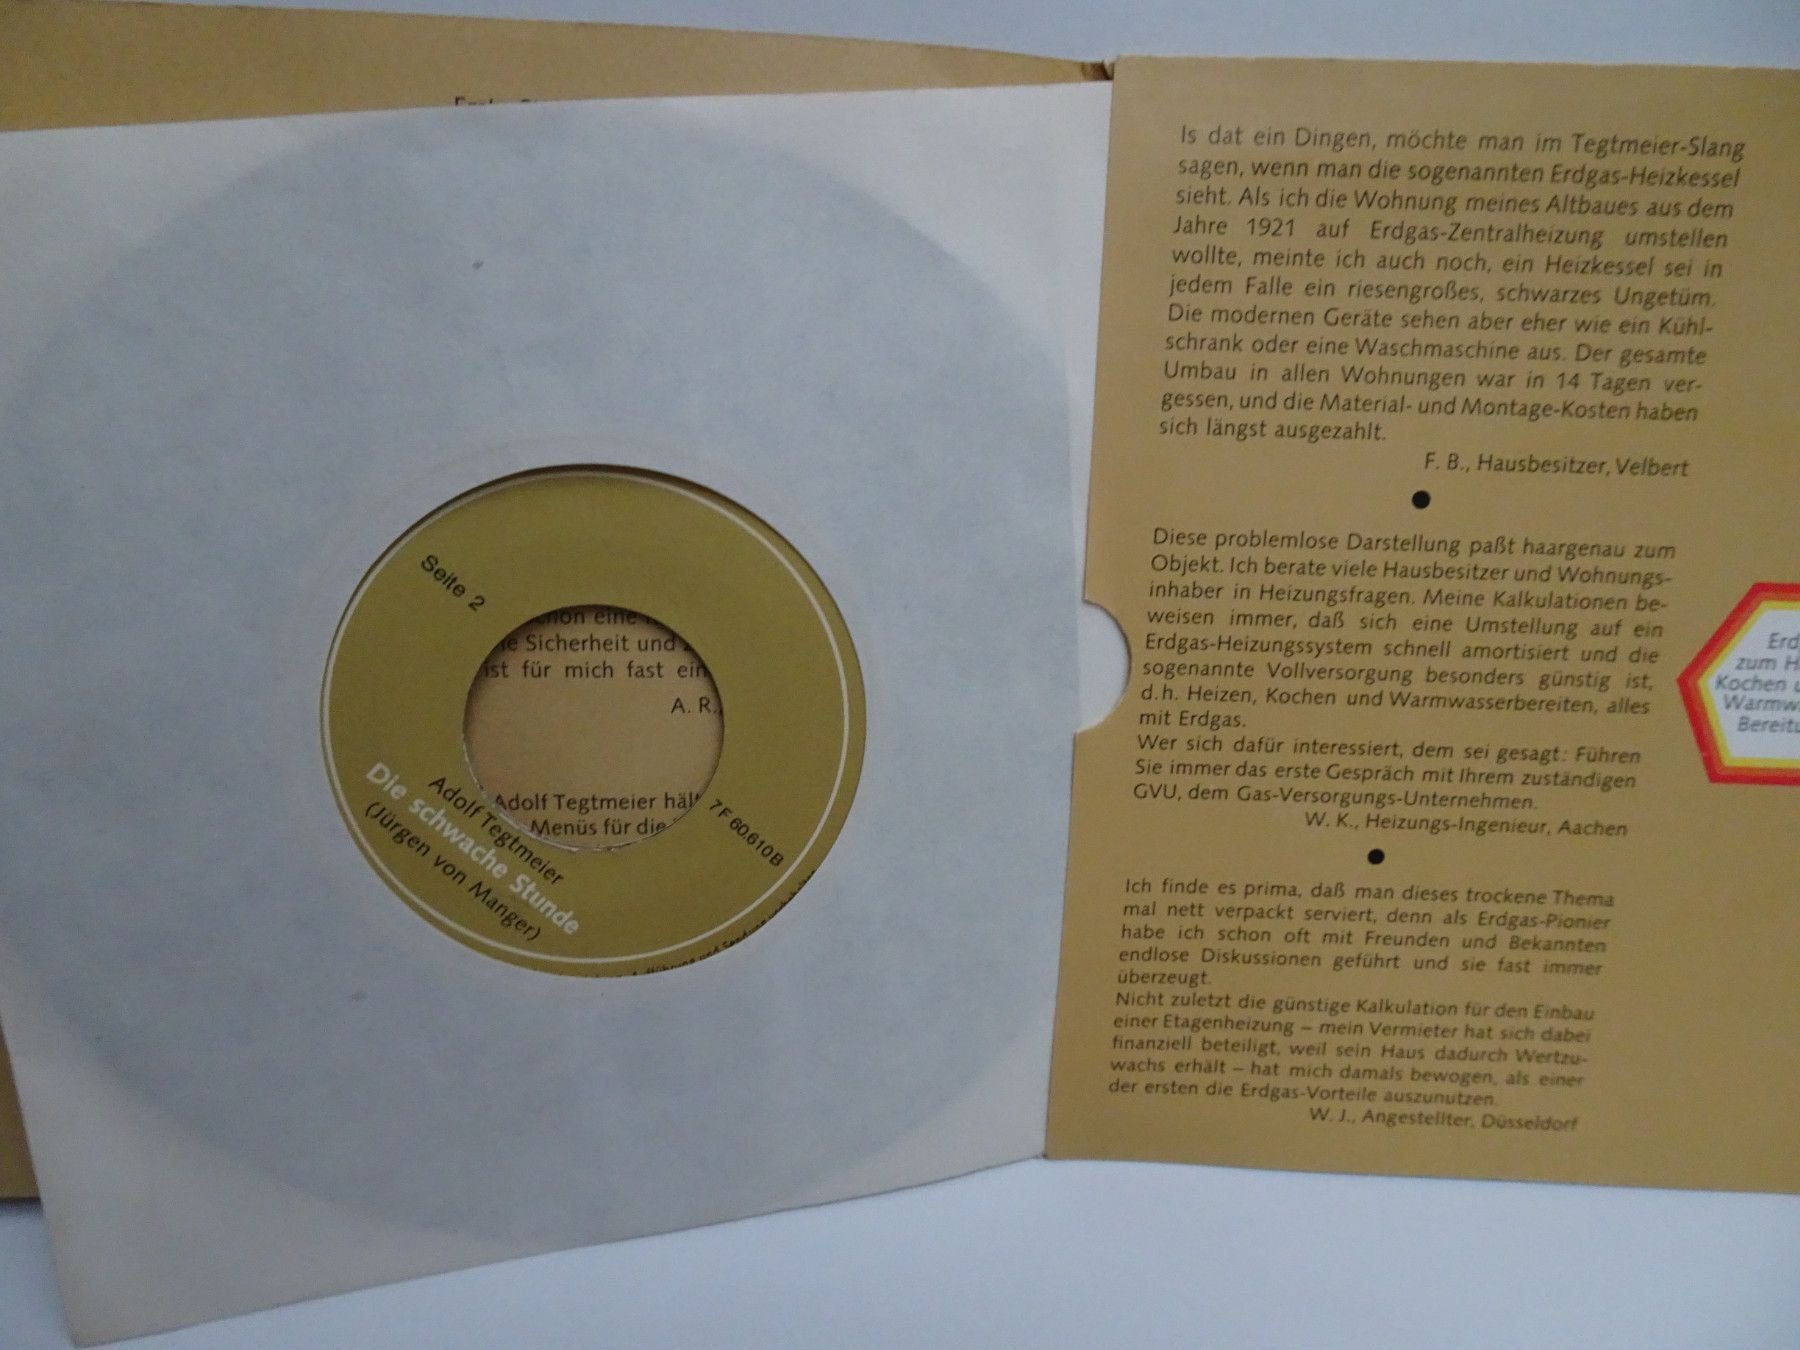 Seite 2
Adolf Tegtmeier
Die schwache Stunde
(Jürgen von Manger)
7F 60.610 B
eine
Sicherheit und
ist für mich fast ein
A. R.,
Adolf Tegtmeier häl
Menüs für die
Is dat ein Dingen, möchte man im Tegtmeier-Slang
sagen, wenn man die sogenannten Erdgas-Heizkessel
sieht. Als ich die Wohnung meines Altbaues aus dem
Jahre 1921 auf Erdgas-Zentralheizung umstellen
wollte, meinte ich auch noch, ein Heizkessel sei in
jedem Falle ein riesengroßes, schwarzes Ungetüm.
Die modernen Geräte sehen aber eher wie ein Kühl-
schrank oder eine Waschmaschine aus. Der gesamte
Umbau in allen Wohnungen war in 14 Tagen ver-
gessen, und die Material- und Montage-Kosten haben
sich längst ausgezahlt.
F. B., Hausbesitzer, Velbert
Diese problemlose Darstellung paßt haargenau zum
Objekt. Ich berate viele Hausbesitzer und Wohnungs-
inhaber in Heizungsfragen. Meine Kalkulationen be-
weisen immer, daß sich eine Umstellung auf ein
Erdgas-Heizungssystem schnell amortisiert und die
sogenannte Vollversorgung besonders günstig ist,
d.h. Heizen, Kochen und Warmwasserbereiten, alles
mit Erdgas.
Wer sich dafür interessiert, dem sei gesagt: Führen
Sie immer das erste Gespräch mit Ihrem zuständigen
GVU, dem Gas-Versorgungs-Unternehmen.
W. K., Heizungs-Ingenieur, Aachen
Ich finde es prima, daß man dieses trockene Thema
mal nett verpackt serviert, denn als Erdgas-Pionier
habe ich schon oft mit Freunden und Bekannten
endlose Diskussionen geführt und sie fast immer
überzeugt.
Nicht zuletzt die günstige Kalkulation für den Einbau
einer Etagenheizung – mein Vermieter hat sich dabei
finanziell beteiligt, weil sein Haus dadurch Wertzu-
wachs erhält – hat mich damals bewogen, als einer
der ersten die Erdgas-Vorteile auszunutzen.
W. J., Angestellter, Düsseldorf
Erd
zum H
Kochen u
Warmw
Bereitu